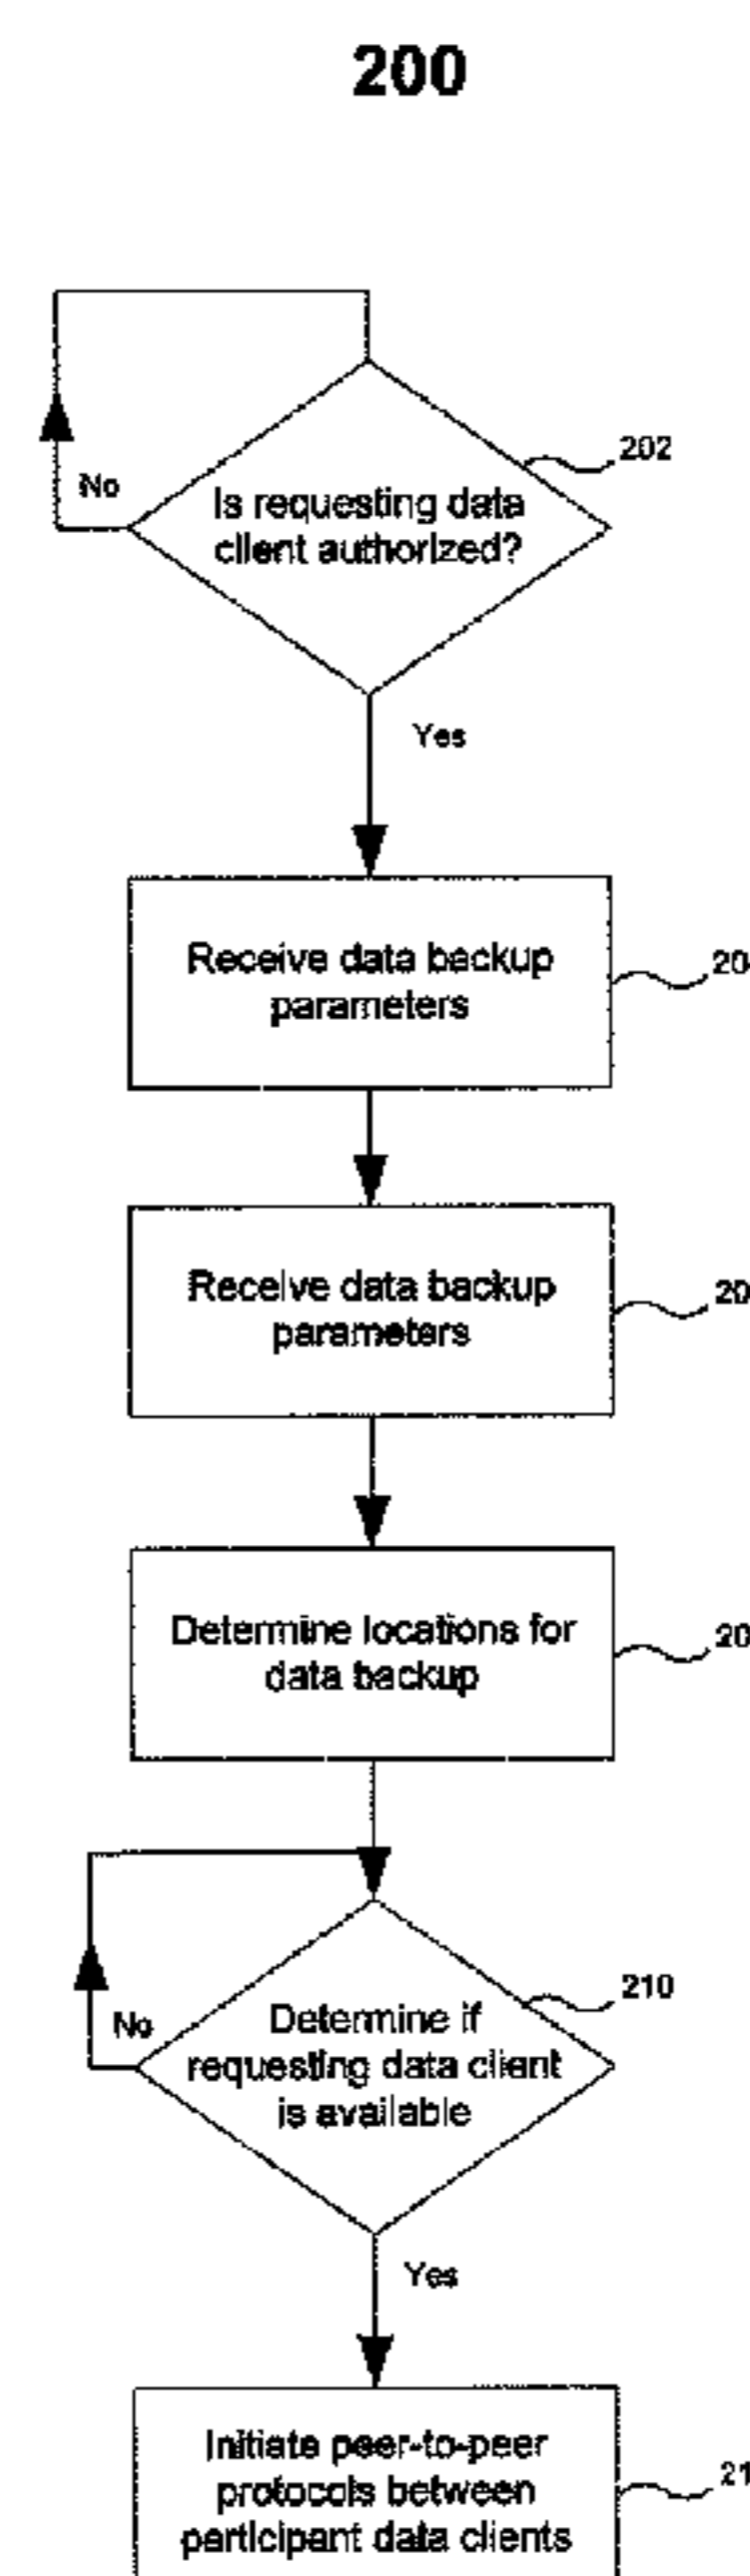 200
202
No
Is requesting data
client authorized?
Yes
Receive data backup
parameters
Receive data backup
parameters
Determine locations for
data backup
210
No
Determine if
requesting data client
is available
Yes
Initiate peer-to-peer
protocols between
participant data clients